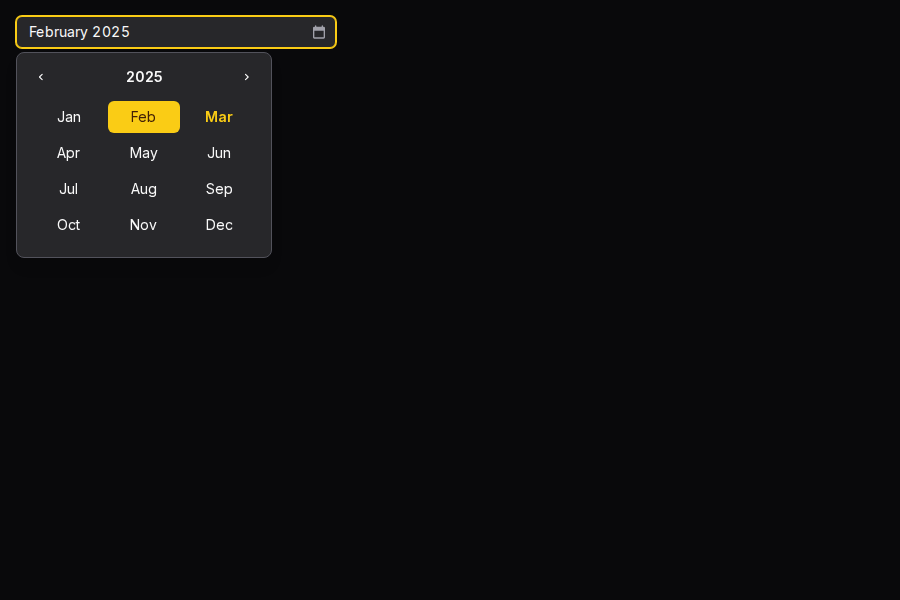 February 2025
‹ 2025 ›
Jan Feb Mar
Apr May Jun
Jul Aug Sep
Oct Nov Dec